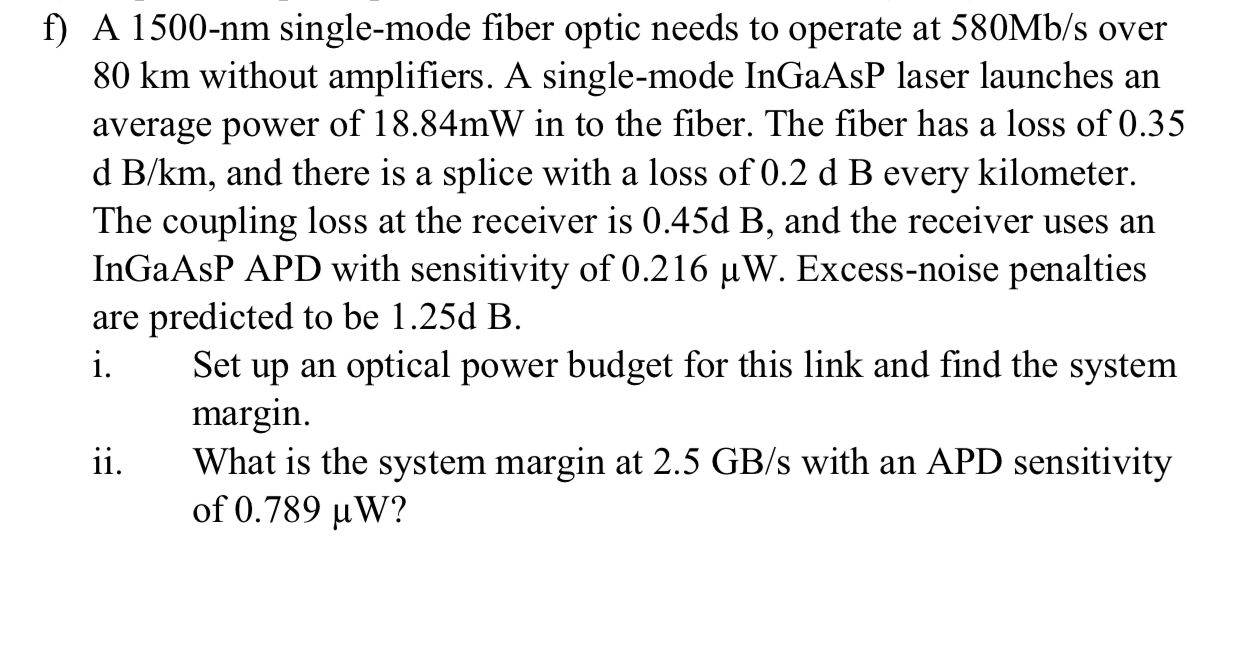 f) A 1500-nm single-mode fiber optic needs to operate at 580Mb/s over
80 km without amplifiers. A single-mode InGaAsP laser launches an
average power of 18.84mW in to the fiber. The fiber has a loss of 0.35
d B/km, and there is a splice with a loss of 0.2 d B every kilometer.
The coupling loss at the receiver is 0.45d B, and the receiver uses an
InGaAsP APD with sensitivity of 0.216 μW. Excess-noise penalties
are predicted to be 1.25d B.
i. Set up an optical power budget for this link and find the system
margin.
ii. What is the system margin at 2.5 GB/s with an APD sensitivity
of 0.789 μW?